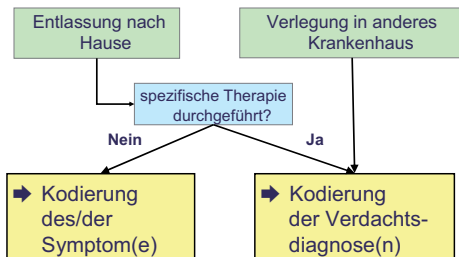 Entlassung nach
Hause
Verlegung in anderes
Krankenhaus
spezifische Therapie
durchgeführt?
Nein
Ja
➡ Kodierung
des/der
Symptom(e)
➡ Kodierung
der Verdachts-
diagnose(n)